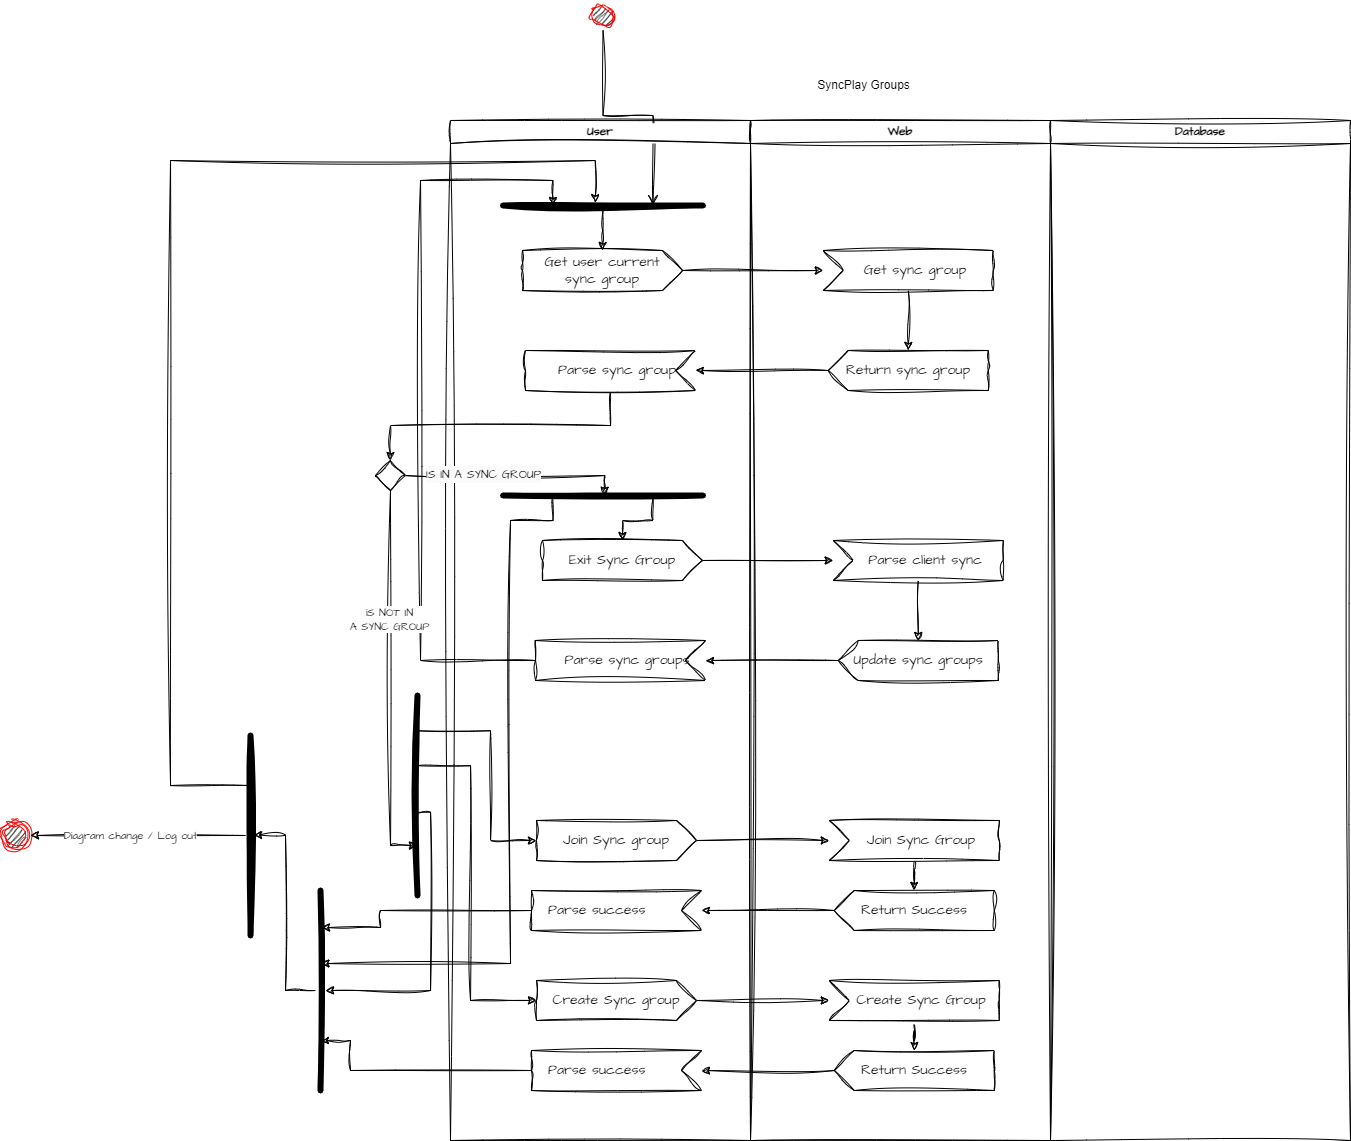 SyncPlay Groups
User
Web
Database
Get user current
sync group
Get sync group
Parse sync group
Return sync group
IS IN A SYNC GROUP
Exit Sync Group
Parse client sync
IS NOT IN
A SYNC GROUP
Parse sync groups
Update sync groups
Diagram change / Log out
Join Sync group
Join Sync Group
Parse success
Return Success
Create Sync group
Create Sync Group
Parse success
Return Success